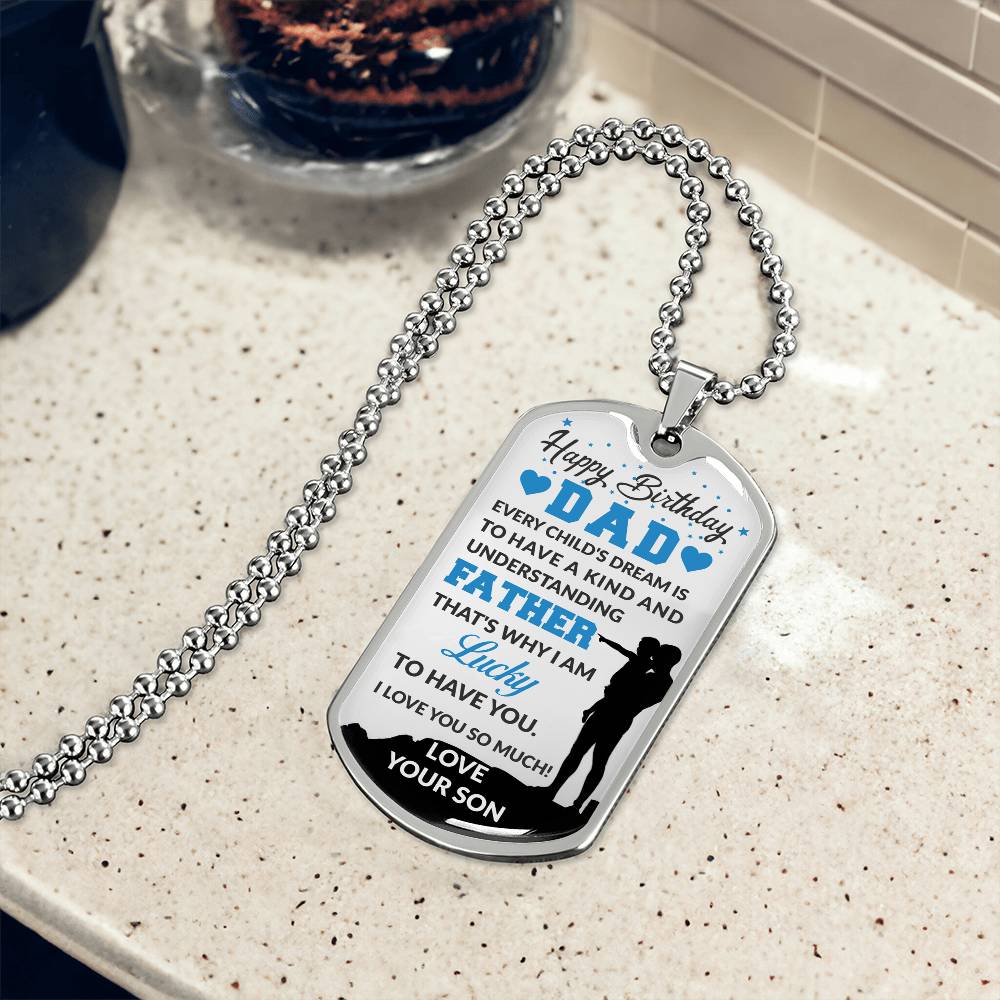 Happy Birthday
DAD
EVERY CHILD'S DREAM IS
TO HAVE A KIND AND
UNDERSTANDING
FATHER
THAT'S WHY I AM
Lucky
TO HAVE YOU.
I LOVE YOU SO MUCH!
LOVE
YOUR SON